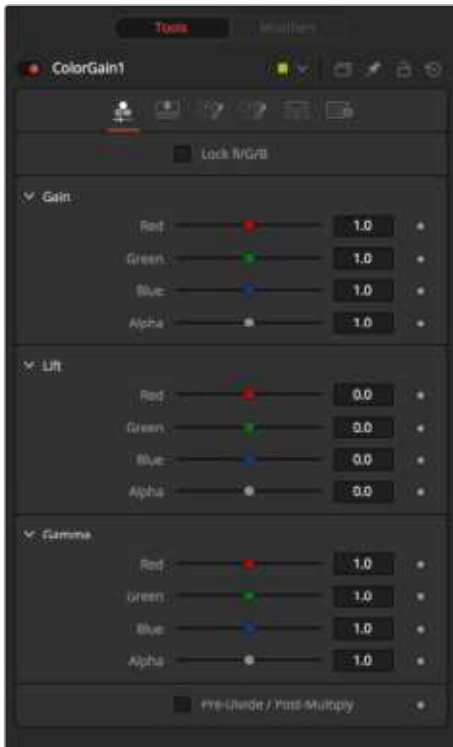 Tools Modifiers
ColorGain1
Lock R/G/B
Gain
Red 1.0
Green 1.0
Blue 1.0
Alpha 1.0
Lift
Red 0.0
Green 0.0
Blue 0.0
Alpha 0.0
Gamma
Red 1.0
Green 1.0
Blue 1.0
Alpha 1.0
Pre-Divide / Post-Multiply